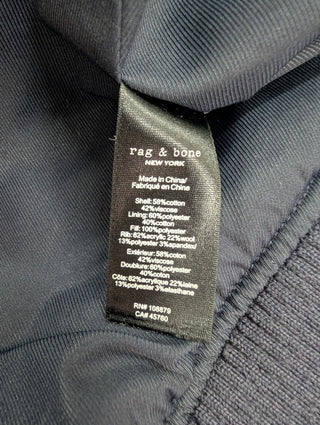 rag & bone
NEW YORK
Made in China/
Fabriqué en Chine
Shell: 58%cotton
42%viscose
Lining: 60%polyester
40%cotton
Fill: 100%polyester
Rib: 62%acrylic 22%wool
13%polyester 3%spandex/
Extérieur: 58%coton
42%viscose
Doublure: 60%polyester
40%coton
Côte: 62%acrylique 22%laine
13%polyester 3%elasthane
RN# 108679
CA# 45760